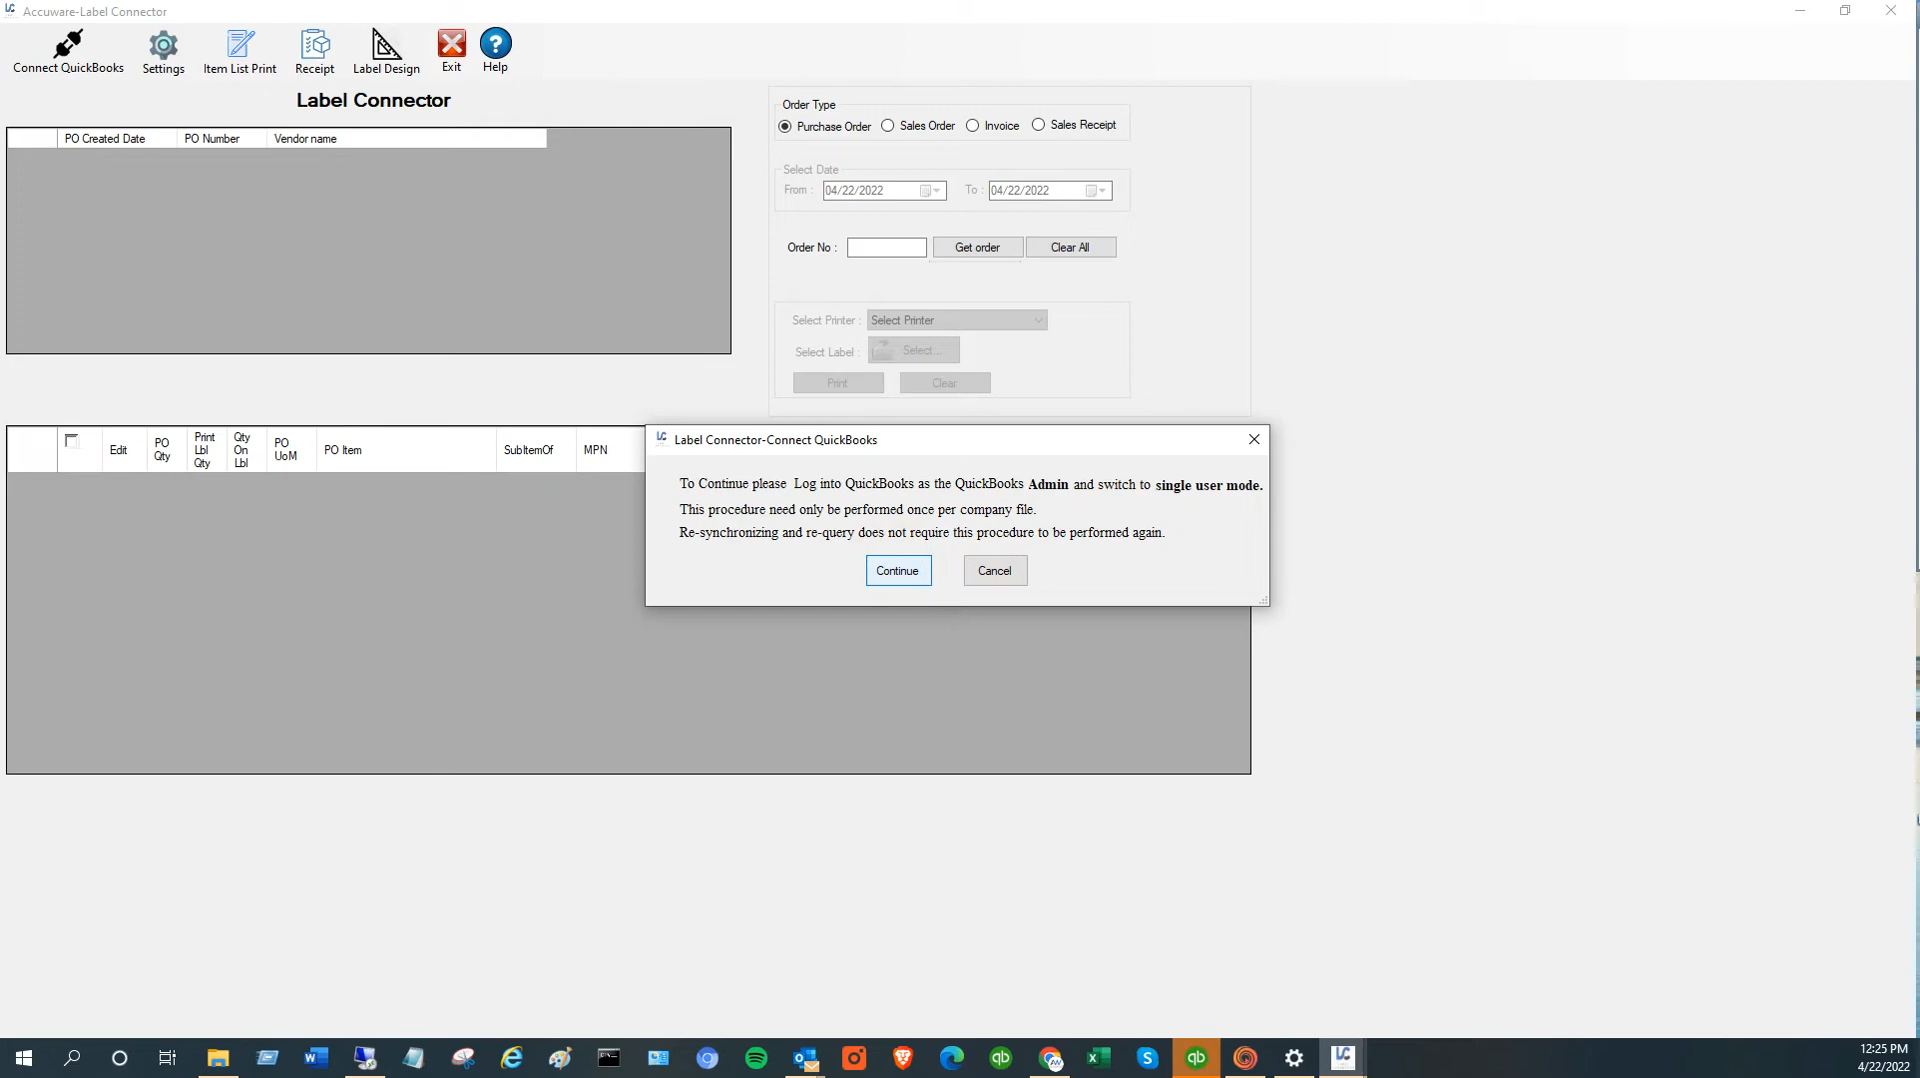 Accuware-Label Connector
Connect QuickBooks
Settings
Item List Print
Receipt
Label Design
Exit
Help
Label Connector
PO Created Date PO Number Vendor name
Order Type
Purchase Order Sales Order Invoice Sales Receipt
Select Date
From : 04/22/2022 To : 04/22/2022
Order No : Get order Clear All
Select Printer : Select Printer
Select Label : Select...
Print Clear
Edit PO Qty Print Lbl Qty Qty On Lbl PO UoM PO Item SubItemOf MPN
Label Connector-Connect QuickBooks
To Continue please Log into QuickBooks as the QuickBooks Admin and switch to single user mode.
This procedure need only be performed once per company file.
Re-synchronizing and re-query does not require this procedure to be performed again.
Continue Cancel
12:25 PM
4/22/2022